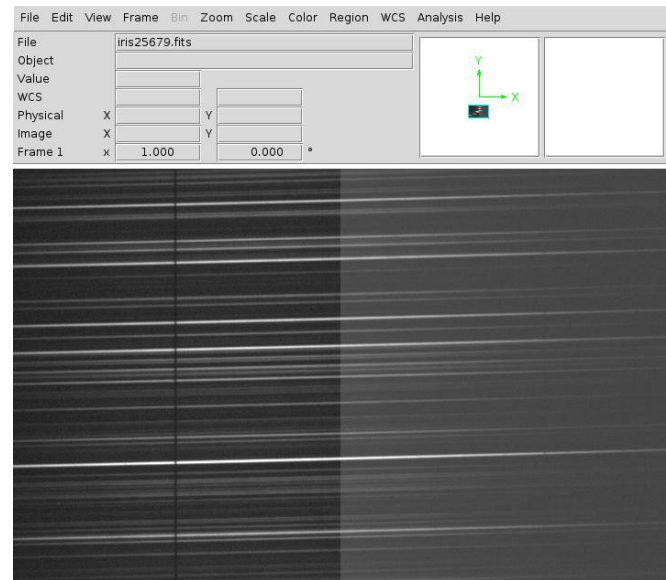 File Edit View Frame Bin Zoom Scale Color Region WCS Analysis Help
File iris25679.fits
Object
Value
WCS
Physical X Y
Image X Y
Frame 1 x 1.000 0.000 °
Y
X